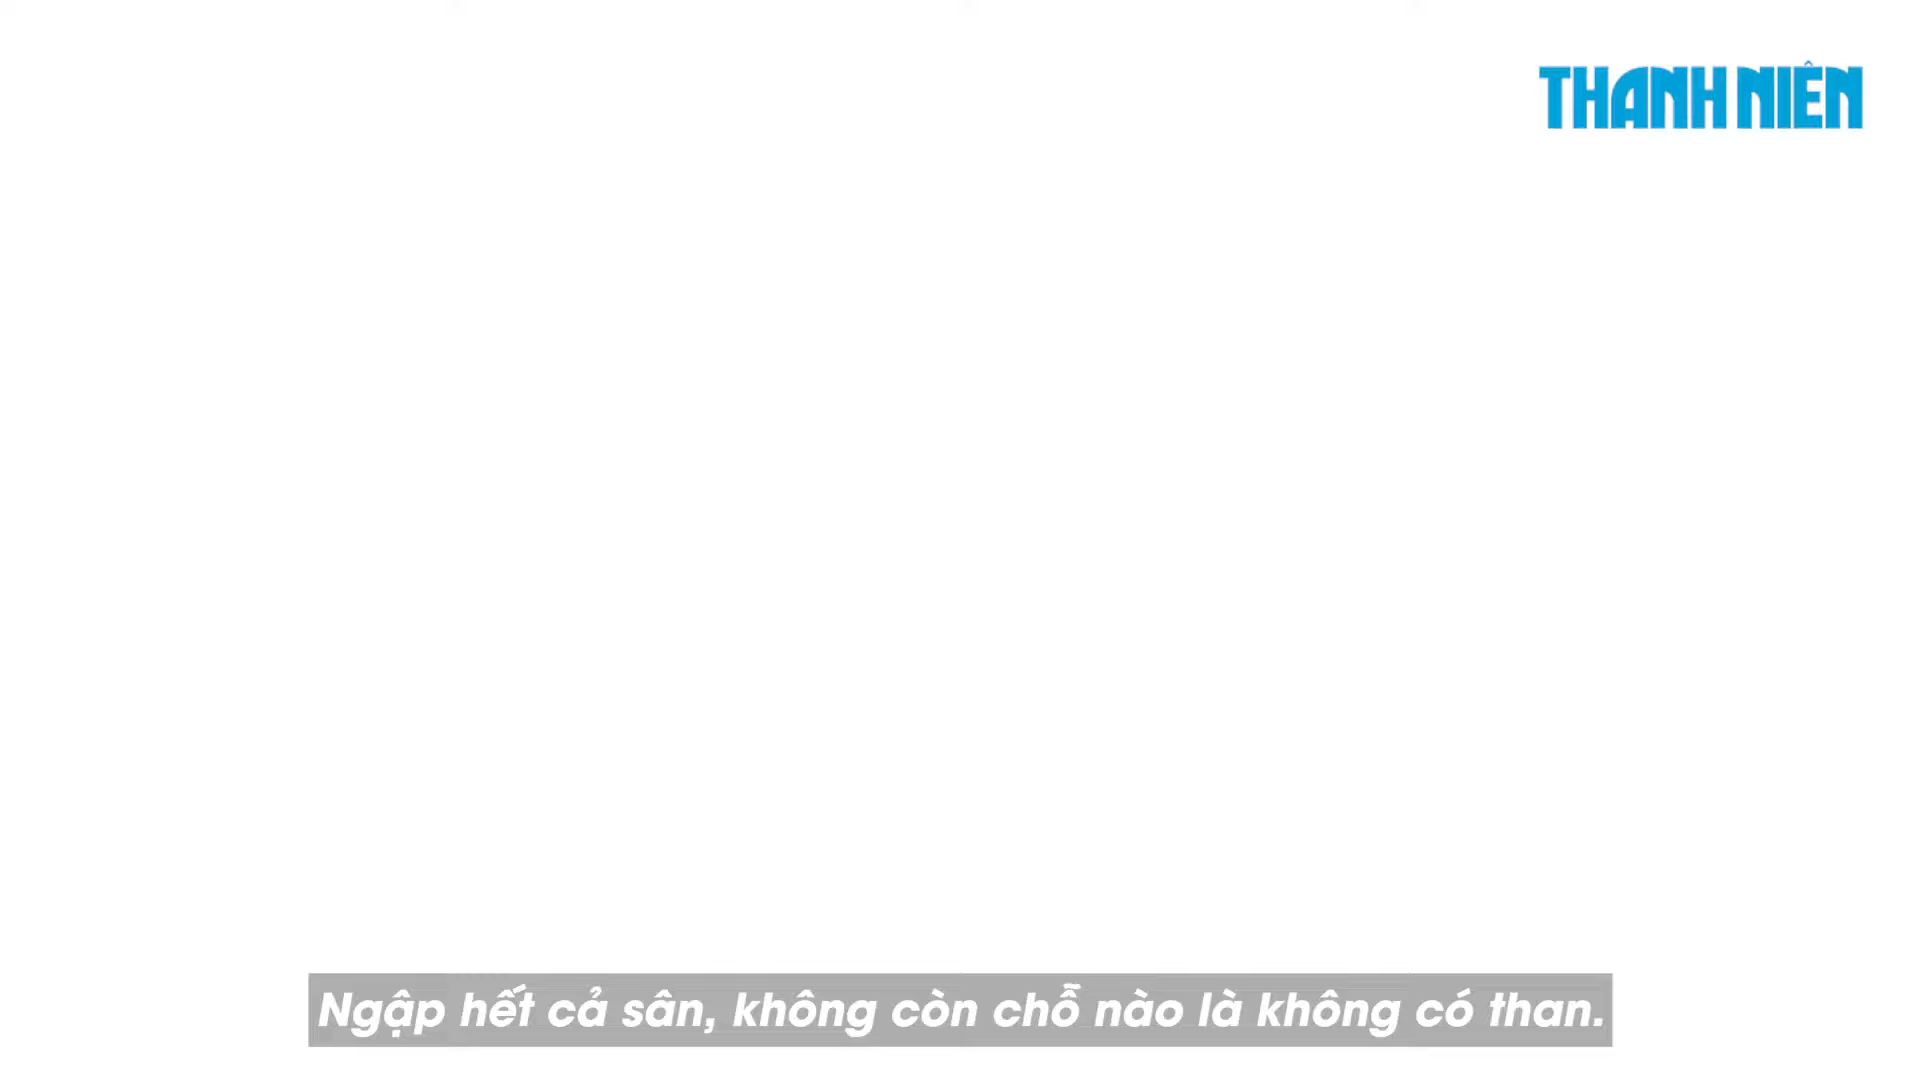 THANH NIÊN
Ngập hết cả sân, không còn chỗ nào là không có than.